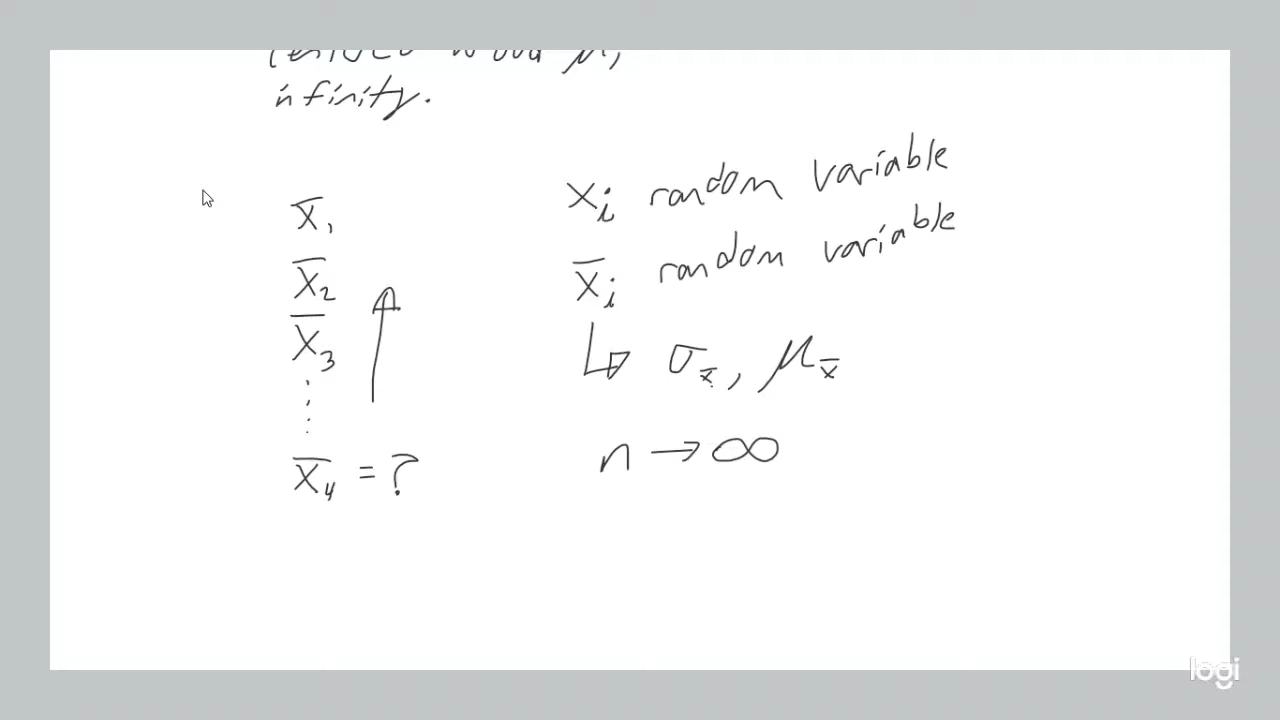 infinity.
x̄₁
x̄₂
x̄₃
⋮
x̄₄ = ?
xᵢ random variable
x̄ᵢ random variable
↳ σₓ̄, μₓ̄
n → ∞
logi